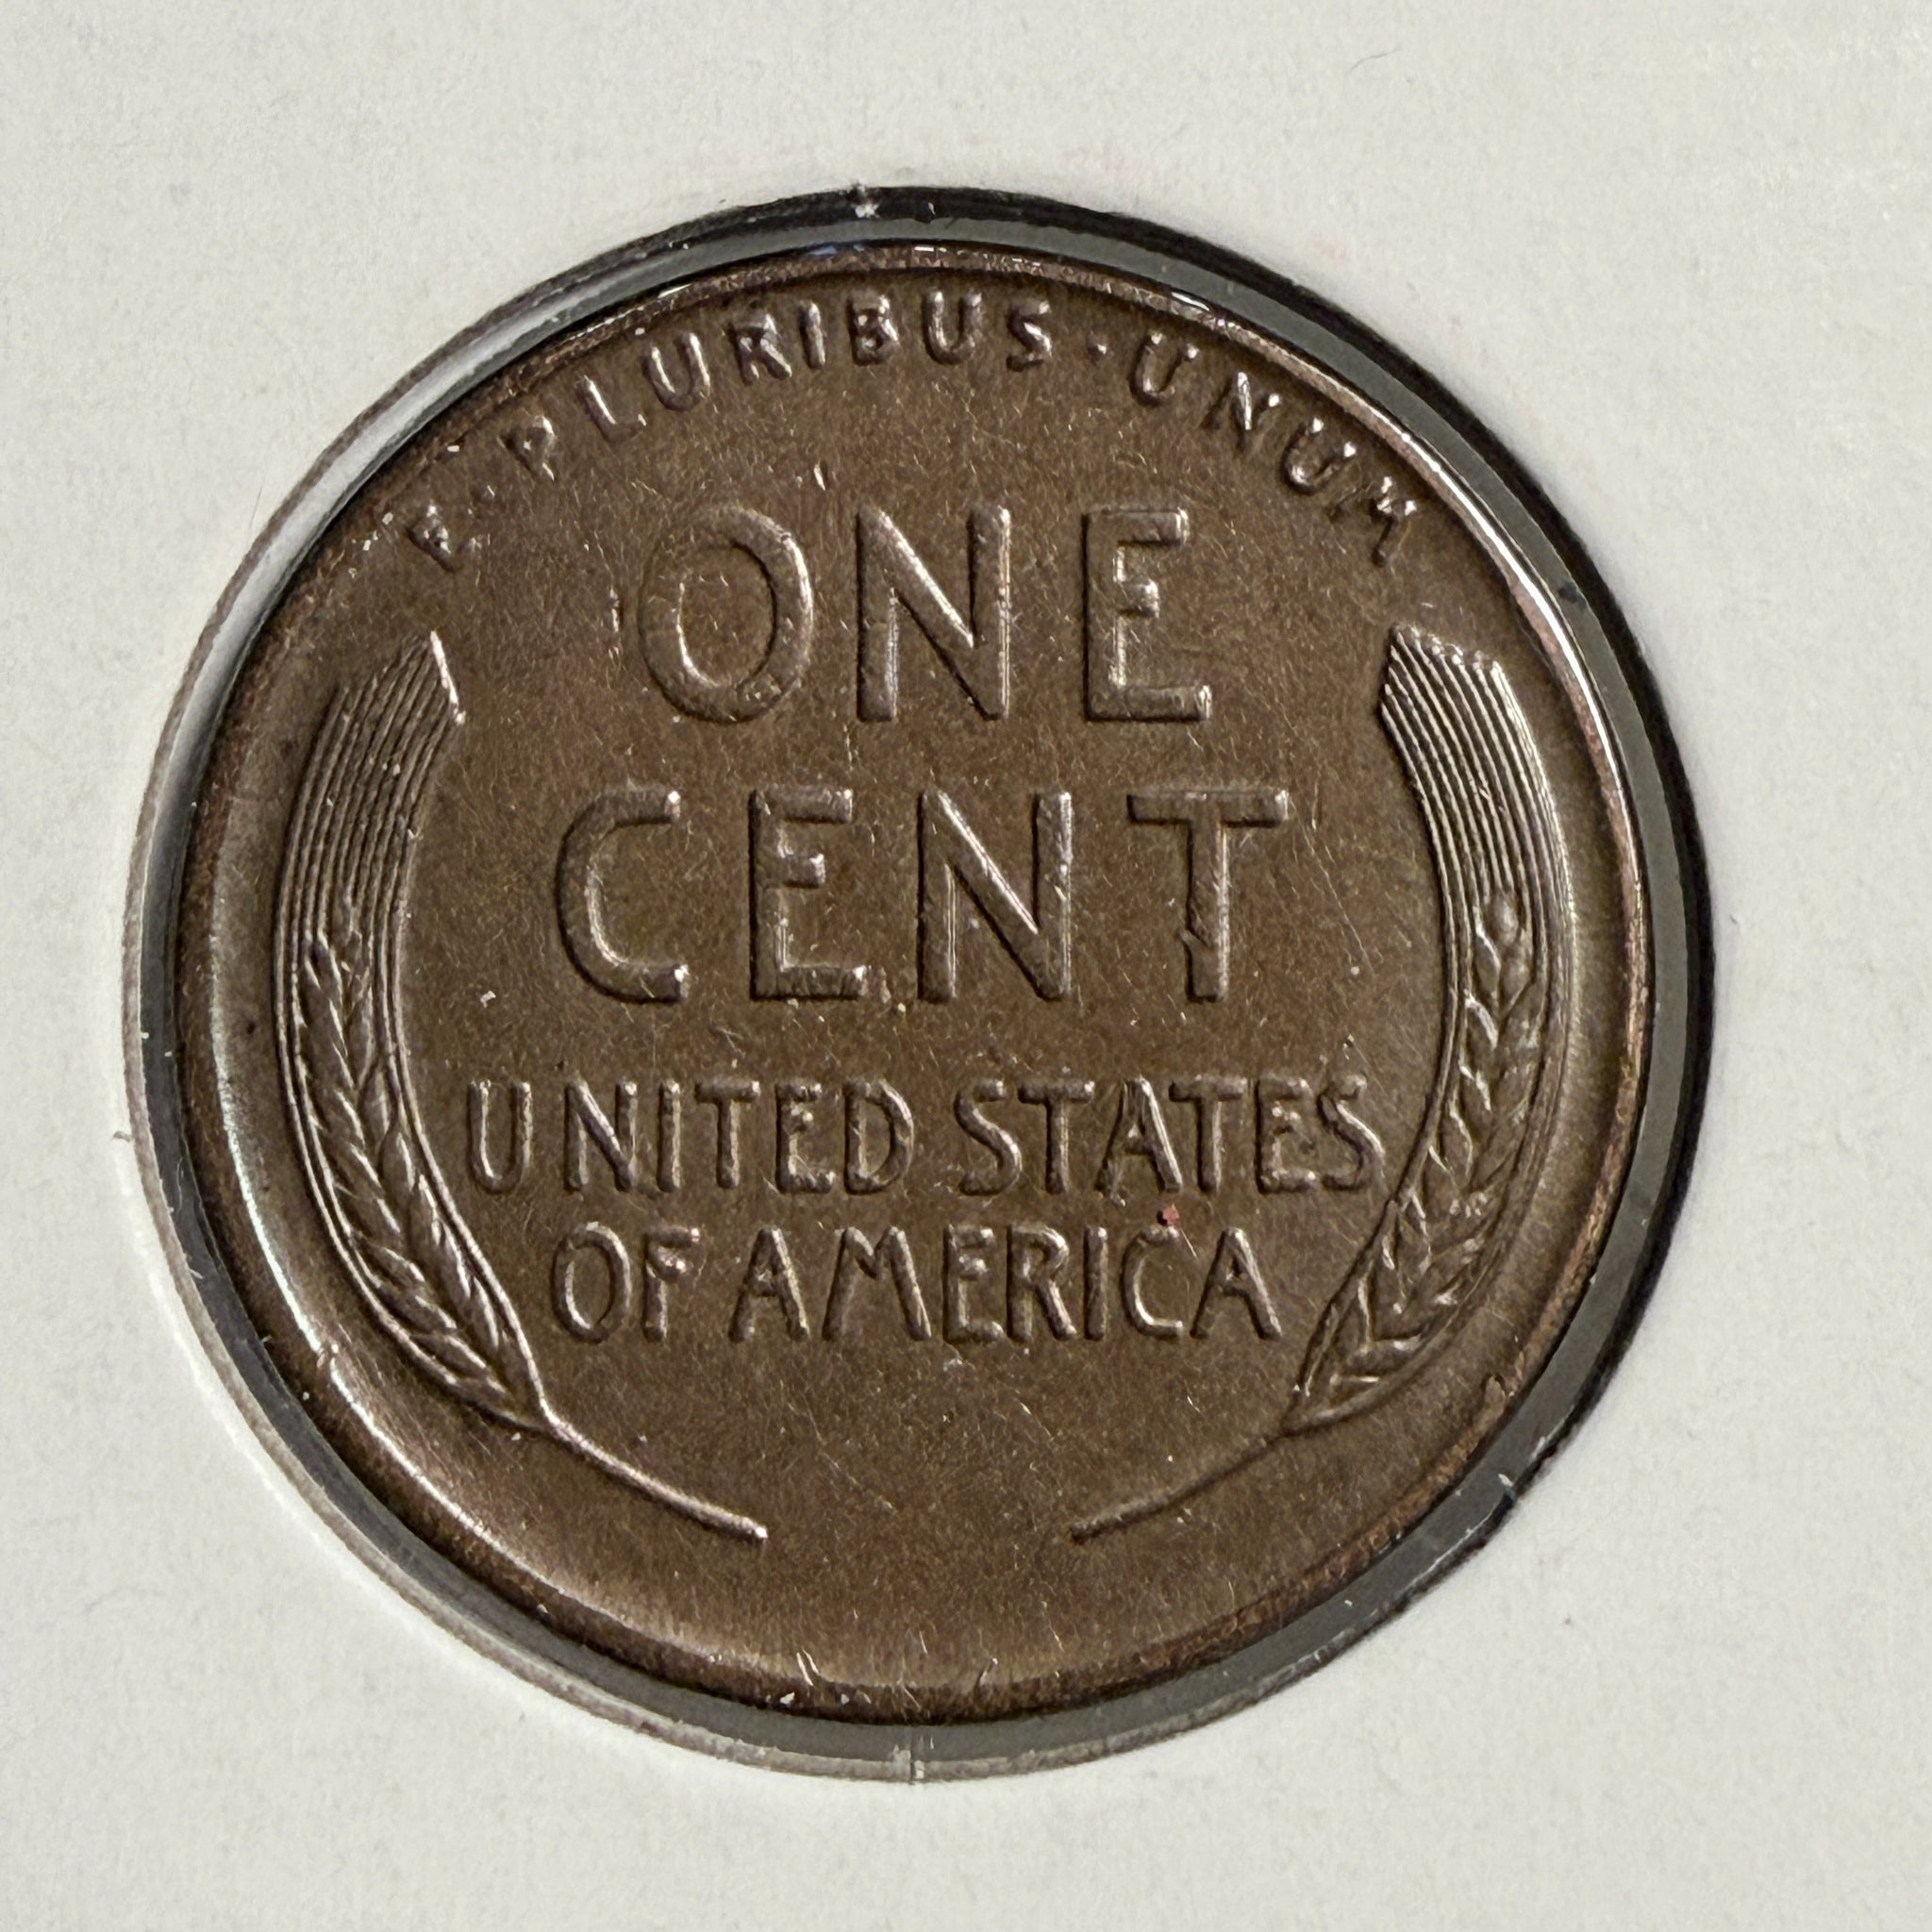 E·PLURIBUS·UNUM
ONE
CENT
UNITED STATES
OF AMERICA